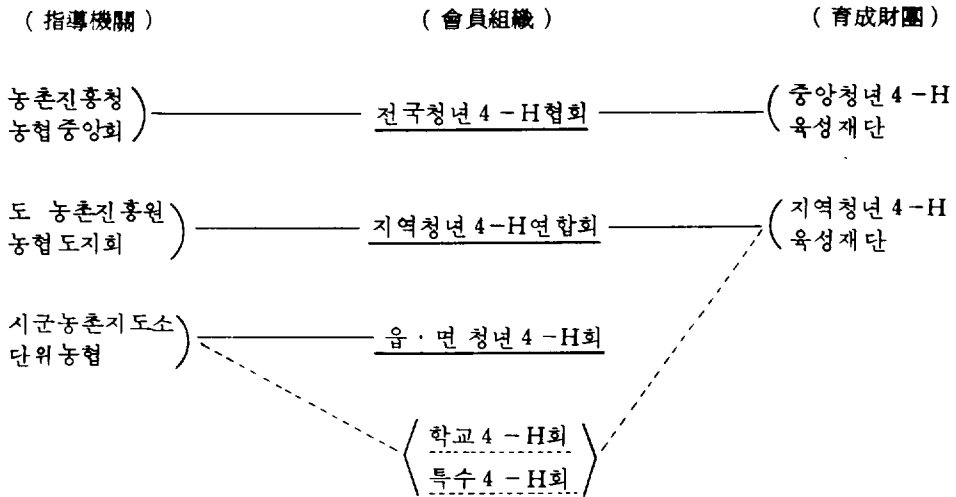 ( 指導機關 ) ( 會員組織 ) ( 育成財團 )
농촌진흥청
농협중앙회
전국청년 4 - H협회
중앙청년 4 - H
육성재단
도 농촌진흥원
농협도지회
지역청년 4 - H연합회
지역청년 4 - H
육성재단
시군농촌지도소
단위농협
읍 · 면 청년 4 - H회
학교 4 - H회
특수 4 - H회